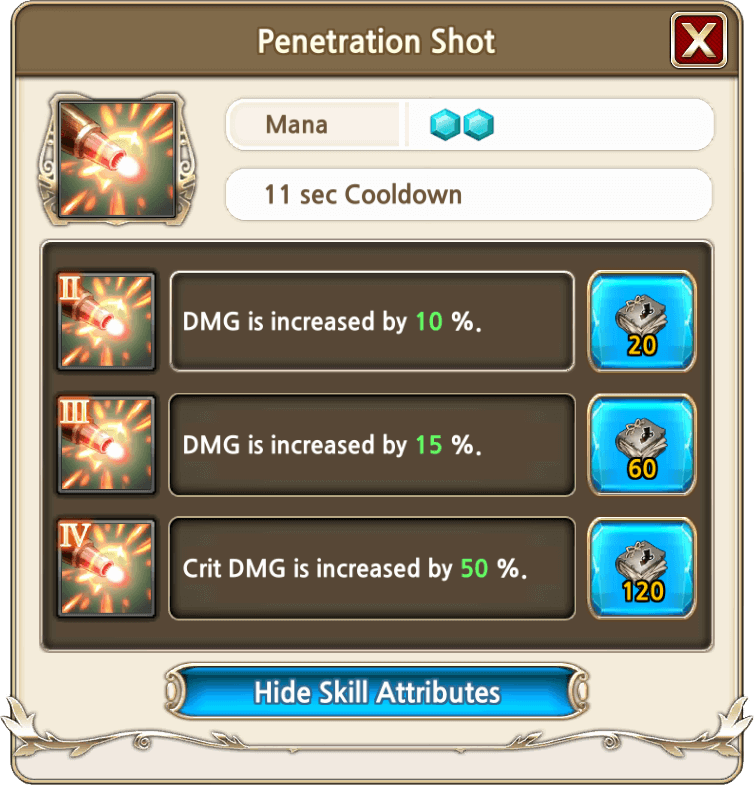 Penetration Shot
X
Mana
11 sec Cooldown
II
DMG is increased by 10 %.
20
III
DMG is increased by 15 %.
60
IV
Crit DMG is increased by 50 %.
120
Hide Skill Attributes